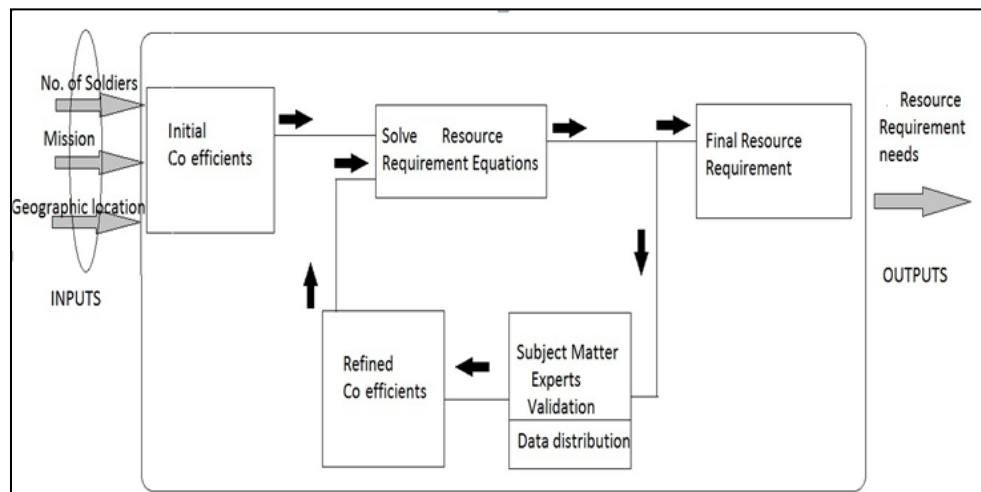 No. of Soldiers
Mission
Geographic location
INPUTS
Initial
Co efficients
Solve Resource
Requirement Equations
Final Resource
Requirement
Resource
Requirement
needs
OUTPUTS
Refined
Co efficients
Subject Matter
Experts
Validation
Data distribution